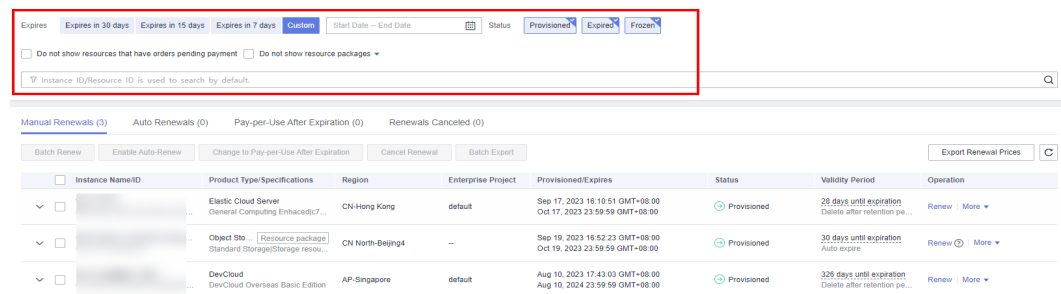 Expires Expires in 30 days Expires in 15 days Expires in 7 days Custom Start Date -- End Date Status Provisioned Expired Frozen
Do not show resources that have orders pending payment Do not show resource packages
Instance ID/Resource ID is used to search by default.
Manual Renewals (3) Auto Renewals (0) Pay-per-Use After Expiration (0) Renewals Canceled (0)
Batch Renew Enable Auto-Renew Change to Pay-per-Use After Expiration Cancel Renewal Batch Export Export Renewal Prices
Instance Name/ID Product Type/Specifications Region Enterprise Project Provisioned/Expires Status Validity Period Operation
Elastic Cloud Server CN-Hong Kong default Sep 17, 2023 16:10:51 GMT+08:00 Provisioned 28 days until expiration Renew More
General Computing Enhaced|c7... Oct 17, 2023 23:59:59 GMT+08:00 Delete after retention pe...
Object Sto... Resource package CN North-Beijing4 -- Sep 19, 2023 16:52:23 GMT+08:00 Provisioned 30 days until expiration Renew More
Standard Storage|Storage resou... Oct 19, 2023 23:59:59 GMT+08:00 Auto expire
DevCloud AP-Singapore default Aug 10, 2023 17:43:03 GMT+08:00 Provisioned 326 days until expiration Renew More
DevCloud Overseas Basic Edition Aug 10, 2024 23:59:59 GMT+08:00 Delete after retention pe...